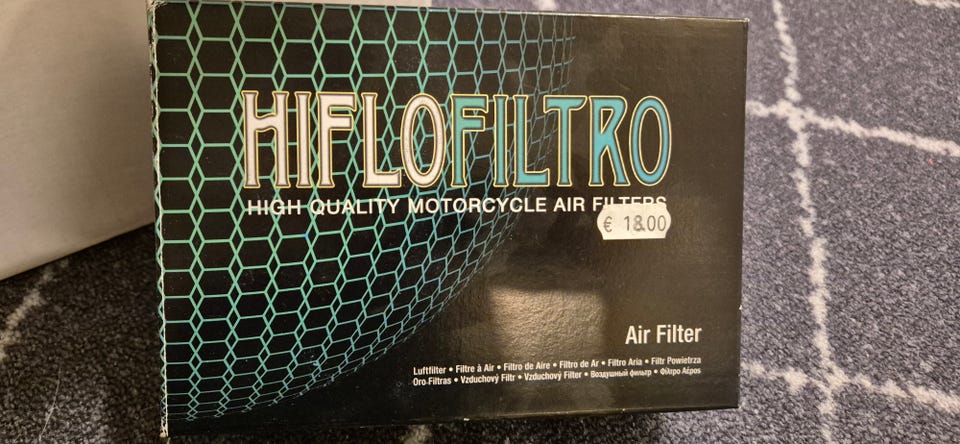 HIFLOFILTRO
HIGH QUALITY MOTORCYCLE AIR FILTERS
€ 18.00
Air Filter
Luftfilter • Filtre à Air • Filtro de Aire • Filtro de Ar • Filtro Aria • Filtr Powietrza
Oro Filtras • Vzduchový Filtr • Vzduchový Filter • Воздушный фильтр • Φίλτρο Αέρος